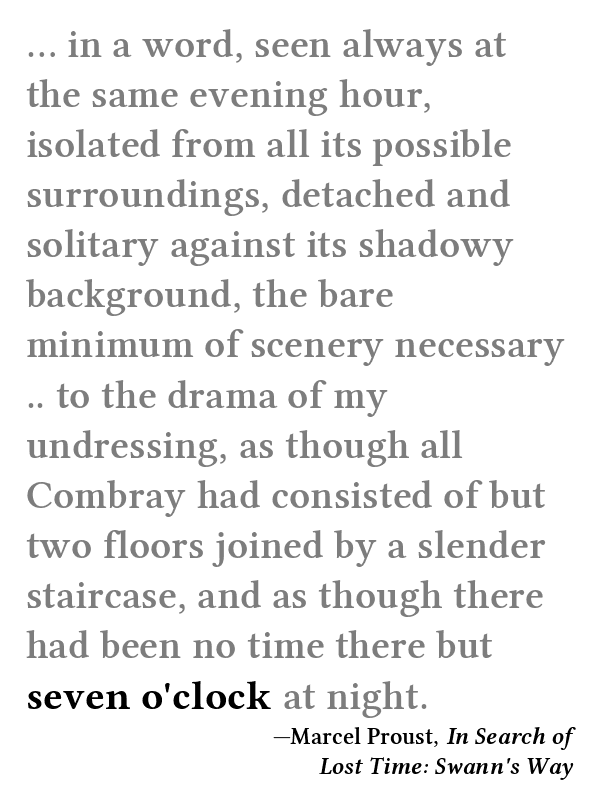 ... in a word, seen always at
the same evening hour,
isolated from all its possible
surroundings, detached and
solitary against its shadowy
background, the bare
minimum of scenery necessary
.. to the drama of my
undressing, as though all
Combray had consisted of but
two floors joined by a slender
staircase, and as though there
had been no time there but
seven o'clock at night.
—Marcel Proust, In Search of
Lost Time: Swann's Way